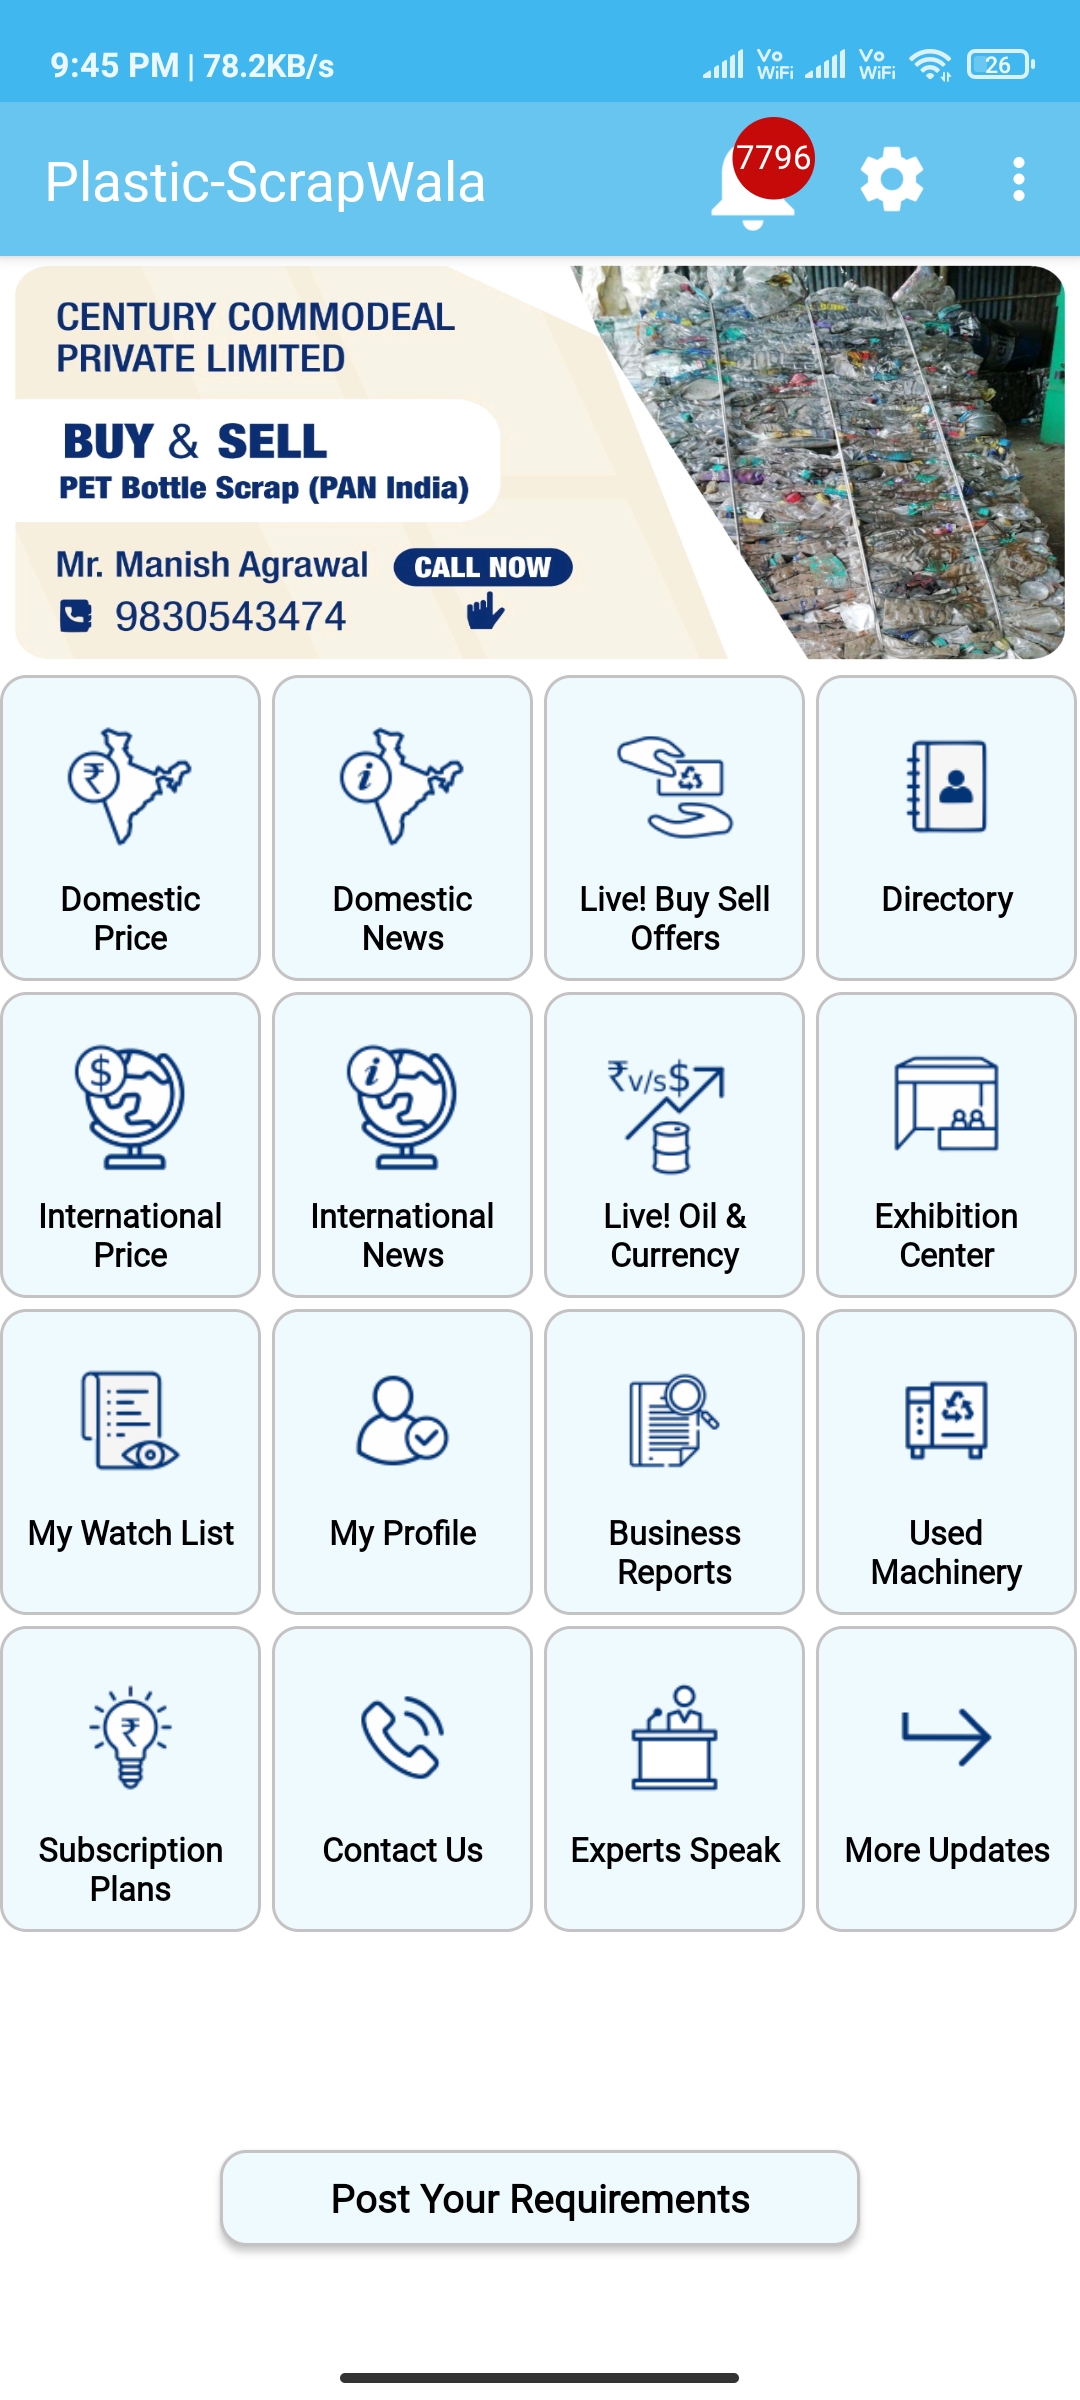 9:45 PM | 78.2KB/s
Vo WiFi Vo WiFi 26
Plastic-ScrapWala
7796
CENTURY COMMODEAL
PRIVATE LIMITED
BUY & SELL
PET Bottle Scrap (PAN India)
Mr. Manish Agrawal CALL NOW
9830543474
₹
i
Domestic
Price
Domestic
News
Live! Buy Sell
Offers
Directory
$
i
₹v/s$
International
Price
International
News
Live! Oil &
Currency
Exhibition
Center
My Watch List
My Profile
Business
Reports
Used
Machinery
₹
Subscription
Plans
Contact Us
Experts Speak
More Updates
Post Your Requirements